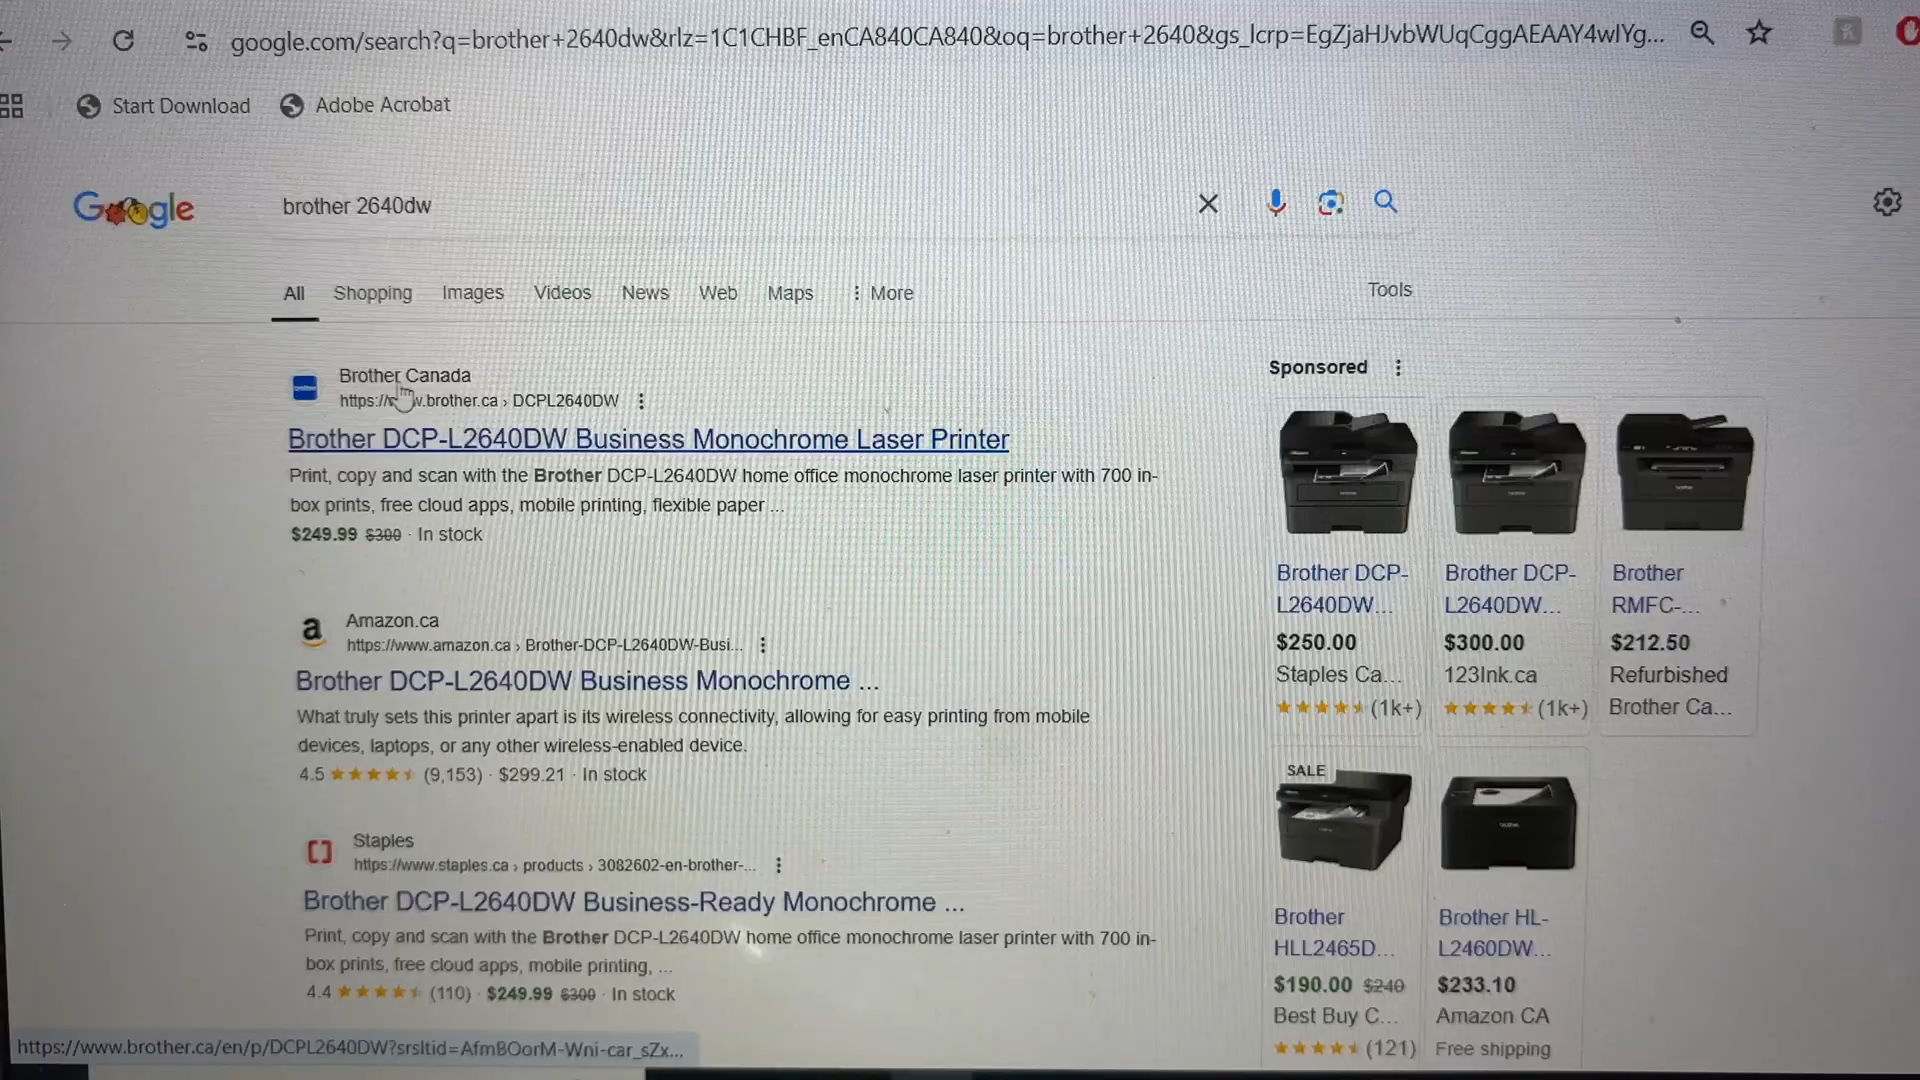 google.com/search?q=brother+2640dw&rlz=1C1CHBF_enCA840CA840&oq=brother+2640&gs_lcrp=EgZjaHJvbWUqCggAEAAY4wIYg...
Start Download
Adobe Acrobat
Google
brother 2640dw
All Shopping Images Videos News Web Maps More
Tools
Brother Canada
brother.ca › DCPL2640DW
Brother DCP-L2640DW Business Monochrome Laser Printer
Print, copy and scan with the Brother DCP-L2640DW home office monochrome laser printer with 700 in-
box prints, free cloud apps, mobile printing, flexible paper ...
$249.99 $300 · In stock
Amazon.ca
https://www.amazon.ca › Brother-DCP-L2640DW-Busi...
Brother DCP-L2640DW Business Monochrome ...
What truly sets this printer apart is its wireless connectivity, allowing for easy printing from mobile
devices, laptops, or any other wireless-enabled device.
4.5 (9,153) · $299.21 · In stock
Staples
https://www.staples.ca › products › 3082602-en-brother-...
Brother DCP-L2640DW Business-Ready Monochrome ...
Print, copy and scan with the Brother DCP-L2640DW home office monochrome laser printer with 700 in-
box prints, free cloud apps, mobile printing, ...
4.4 (110) · $249.99 $300 · In stock
Sponsored
Brother DCP-
L2640DW...
$250.00
Staples Ca...
(1k+)
Brother DCP-
L2640DW...
$300.00
123Ink.ca
(1k+)
Brother
RMFC-...
$212.50
Refurbished
Brother Ca...
SALE
Brother
HLL2465D...
$190.00 $240
Best Buy C...
(121)
Brother HL-
L2460DW...
$233.10
Amazon CA
Free shipping
https://www.brother.ca/en/p/DCPL2640DW?srsltid=AfmBOorM-Wni-car_sZx...